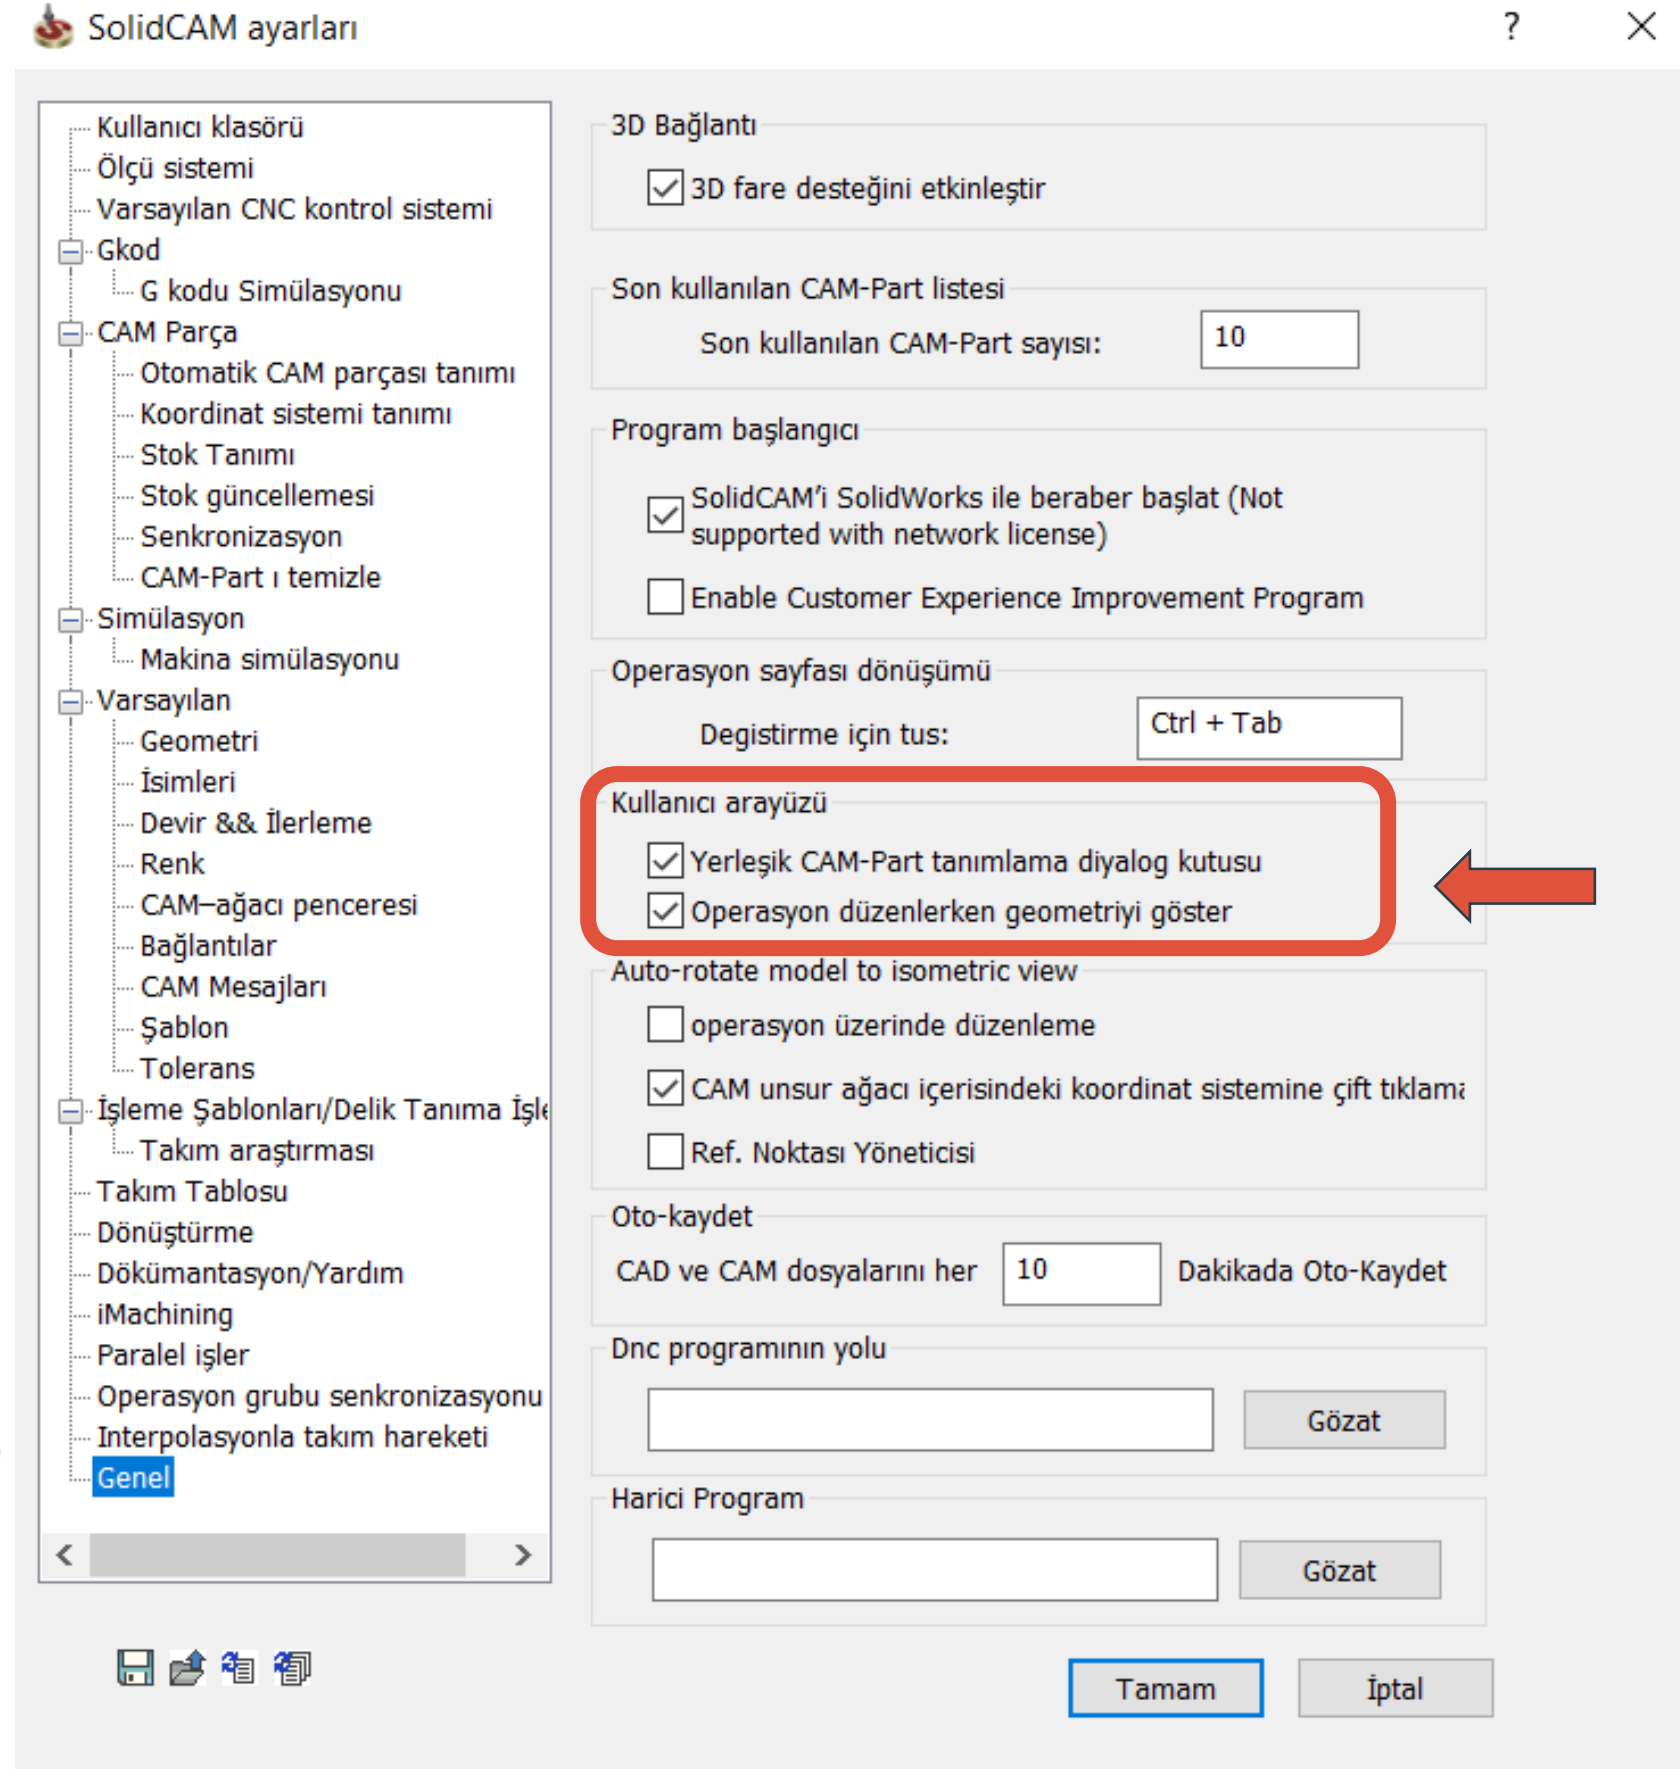 SolidCAM ayarları
?
Kullanıcı klasörü
Ölçü sistemi
Varsayılan CNC kontrol sistemi
Gkod
G kodu Simülasyonu
CAM Parça
Otomatik CAM parçası tanımı
Koordinat sistemi tanımı
Stok Tanımı
Stok güncellemesi
Senkronizasyon
CAM-Part ı temizle
Simülasyon
Makina simülasyonu
Varsayılan
Geometri
İsimleri
Devir && İlerleme
Renk
CAM–ağacı penceresi
Bağlantılar
CAM Mesajları
Şablon
Tolerans
İşleme Şablonları/Delik Tanıma İşle
Takım araştırması
Takım Tablosu
Dönüştürme
Dökümantasyon/Yardım
iMachining
Paralel işler
Operasyon grubu senkronizasyonu
Interpolasyonla takım hareketi
Genel
3D Bağlantı
3D fare desteğini etkinleştir
Son kullanılan CAM-Part listesi
Son kullanılan CAM-Part sayısı: 10
Program başlangıcı
SolidCAM’i SolidWorks ile beraber başlat (Not
supported with network license)
Enable Customer Experience Improvement Program
Operasyon sayfası dönüşümü
Degistirme için tus: Ctrl + Tab
Kullanıcı arayüzü
Yerleşik CAM-Part tanımlama diyalog kutusu
Operasyon düzenlerken geometriyi göster
Auto-rotate model to isometric view
operasyon üzerinde düzenleme
CAM unsur ağacı içerisindeki koordinat sistemine çift tıklama
Ref. Noktası Yöneticisi
Oto-kaydet
CAD ve CAM dosyalarını her 10 Dakikada Oto-Kaydet
Dnc programının yolu
Gözat
Harici Program
Gözat
Tamam İptal